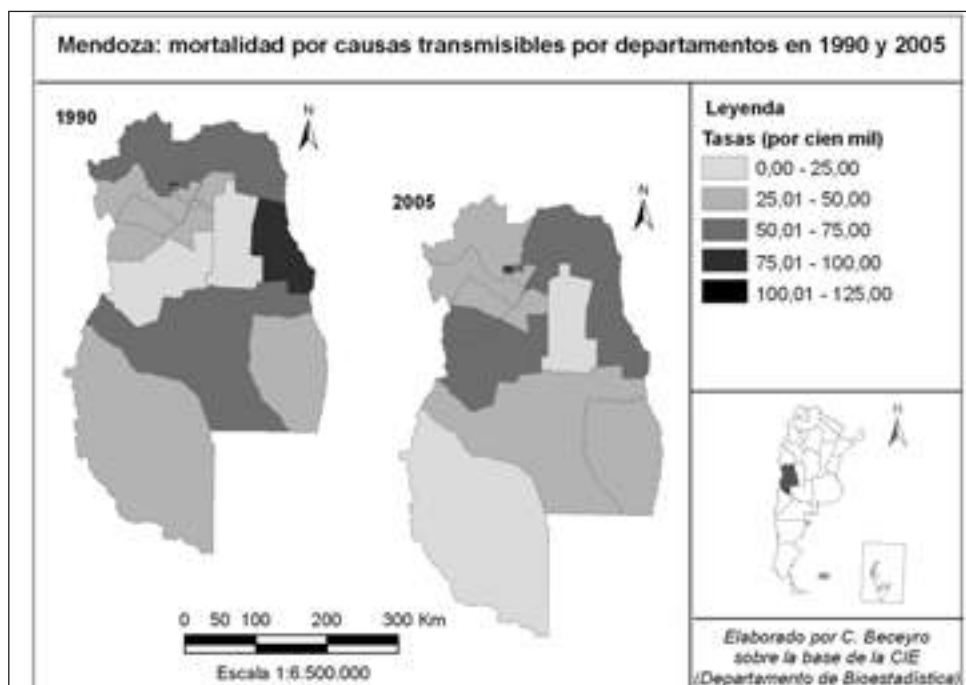 Mendoza: mortalidad por causas transmisibles por departamentos en 1990 y 2005
1990
N
2005
N
Leyenda
Tasas (por cien mil)
0,00 - 25,00
25,01 - 50,00
50,01 - 75,00
75,01 - 100,00
100,01 - 125,00
N
0 50 100 200 300 Km
Escala 1:6.500.000
Elaborado por C. Beceyro
sobre la base de la CIE
(Departamento de Bioestadística)